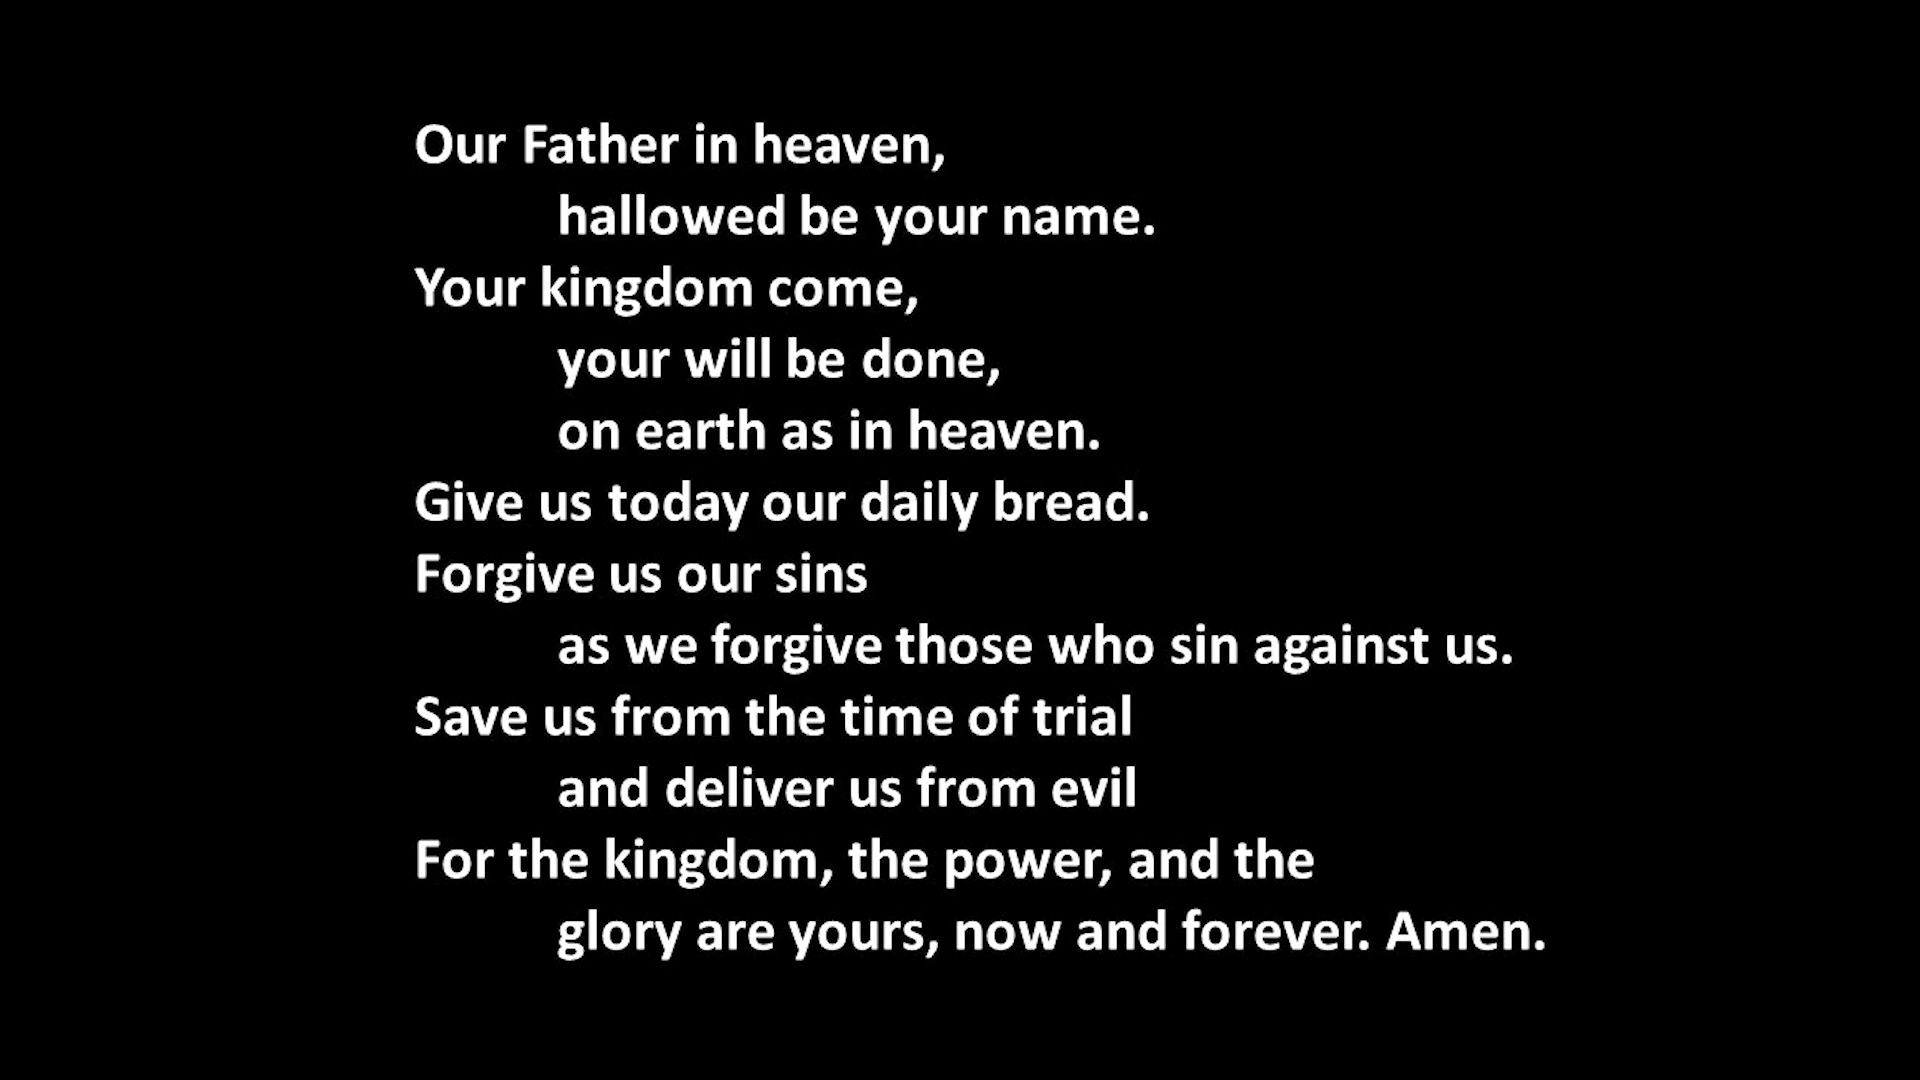 Our Father in heaven,
hallowed be your name.
Your kingdom come,
your will be done,
on earth as in heaven.
Give us today our daily bread.
Forgive us our sins
as we forgive those who sin against us.
Save us from the time of trial
and deliver us from evil
For the kingdom, the power, and the
glory are yours, now and forever. Amen.